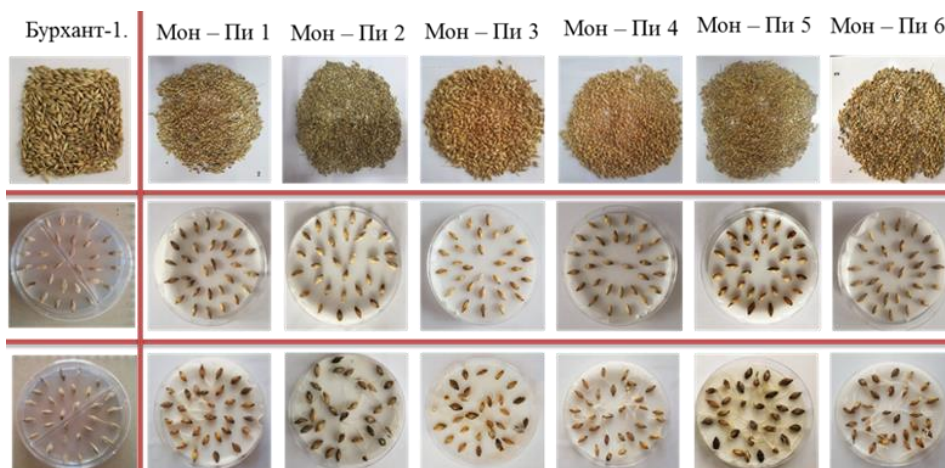 Бурхант-1.
Мон – Пи 1
Мон – Пи 2
Мон – Пи 3
Мон – Пи 4
Мон – Пи 5
Мон – Пи 6